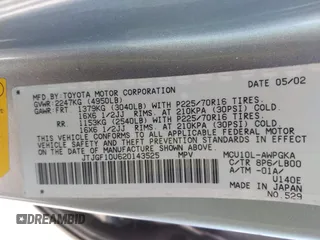 MFD.BY:TOYOTA MOTOR CORPORATION
DATE 05/02
GVWR:2247KG (4950LB)
GAWR:FRT 1379KG (3040LB) WITH P225/70R16 TIRES.
16X6 1/2JJ RIMS. AT 210KPA (30PSI) COLD.
RR 1153KG (2540LB) WITH P225/70R16 TIRES.
16X6 1/2JJ RIMS. AT 210KPA (30PSI) COLD.
THIS VEHICLE CONFORMS TO ALL APPLICABLE
FEDERAL MOTOR VEHICLE SAFETY AND THEFT
PREVENTION STANDARDS IN EFFECT ON THE DATE
OF MANUFACTURE SHOWN ABOVE.
JTJGF10U620143525 MPV MCU10L-AWPGKA
C/TR 8P6/LB00
A/TM -01A/
U140E
MADE IN JAPAN
NO.529